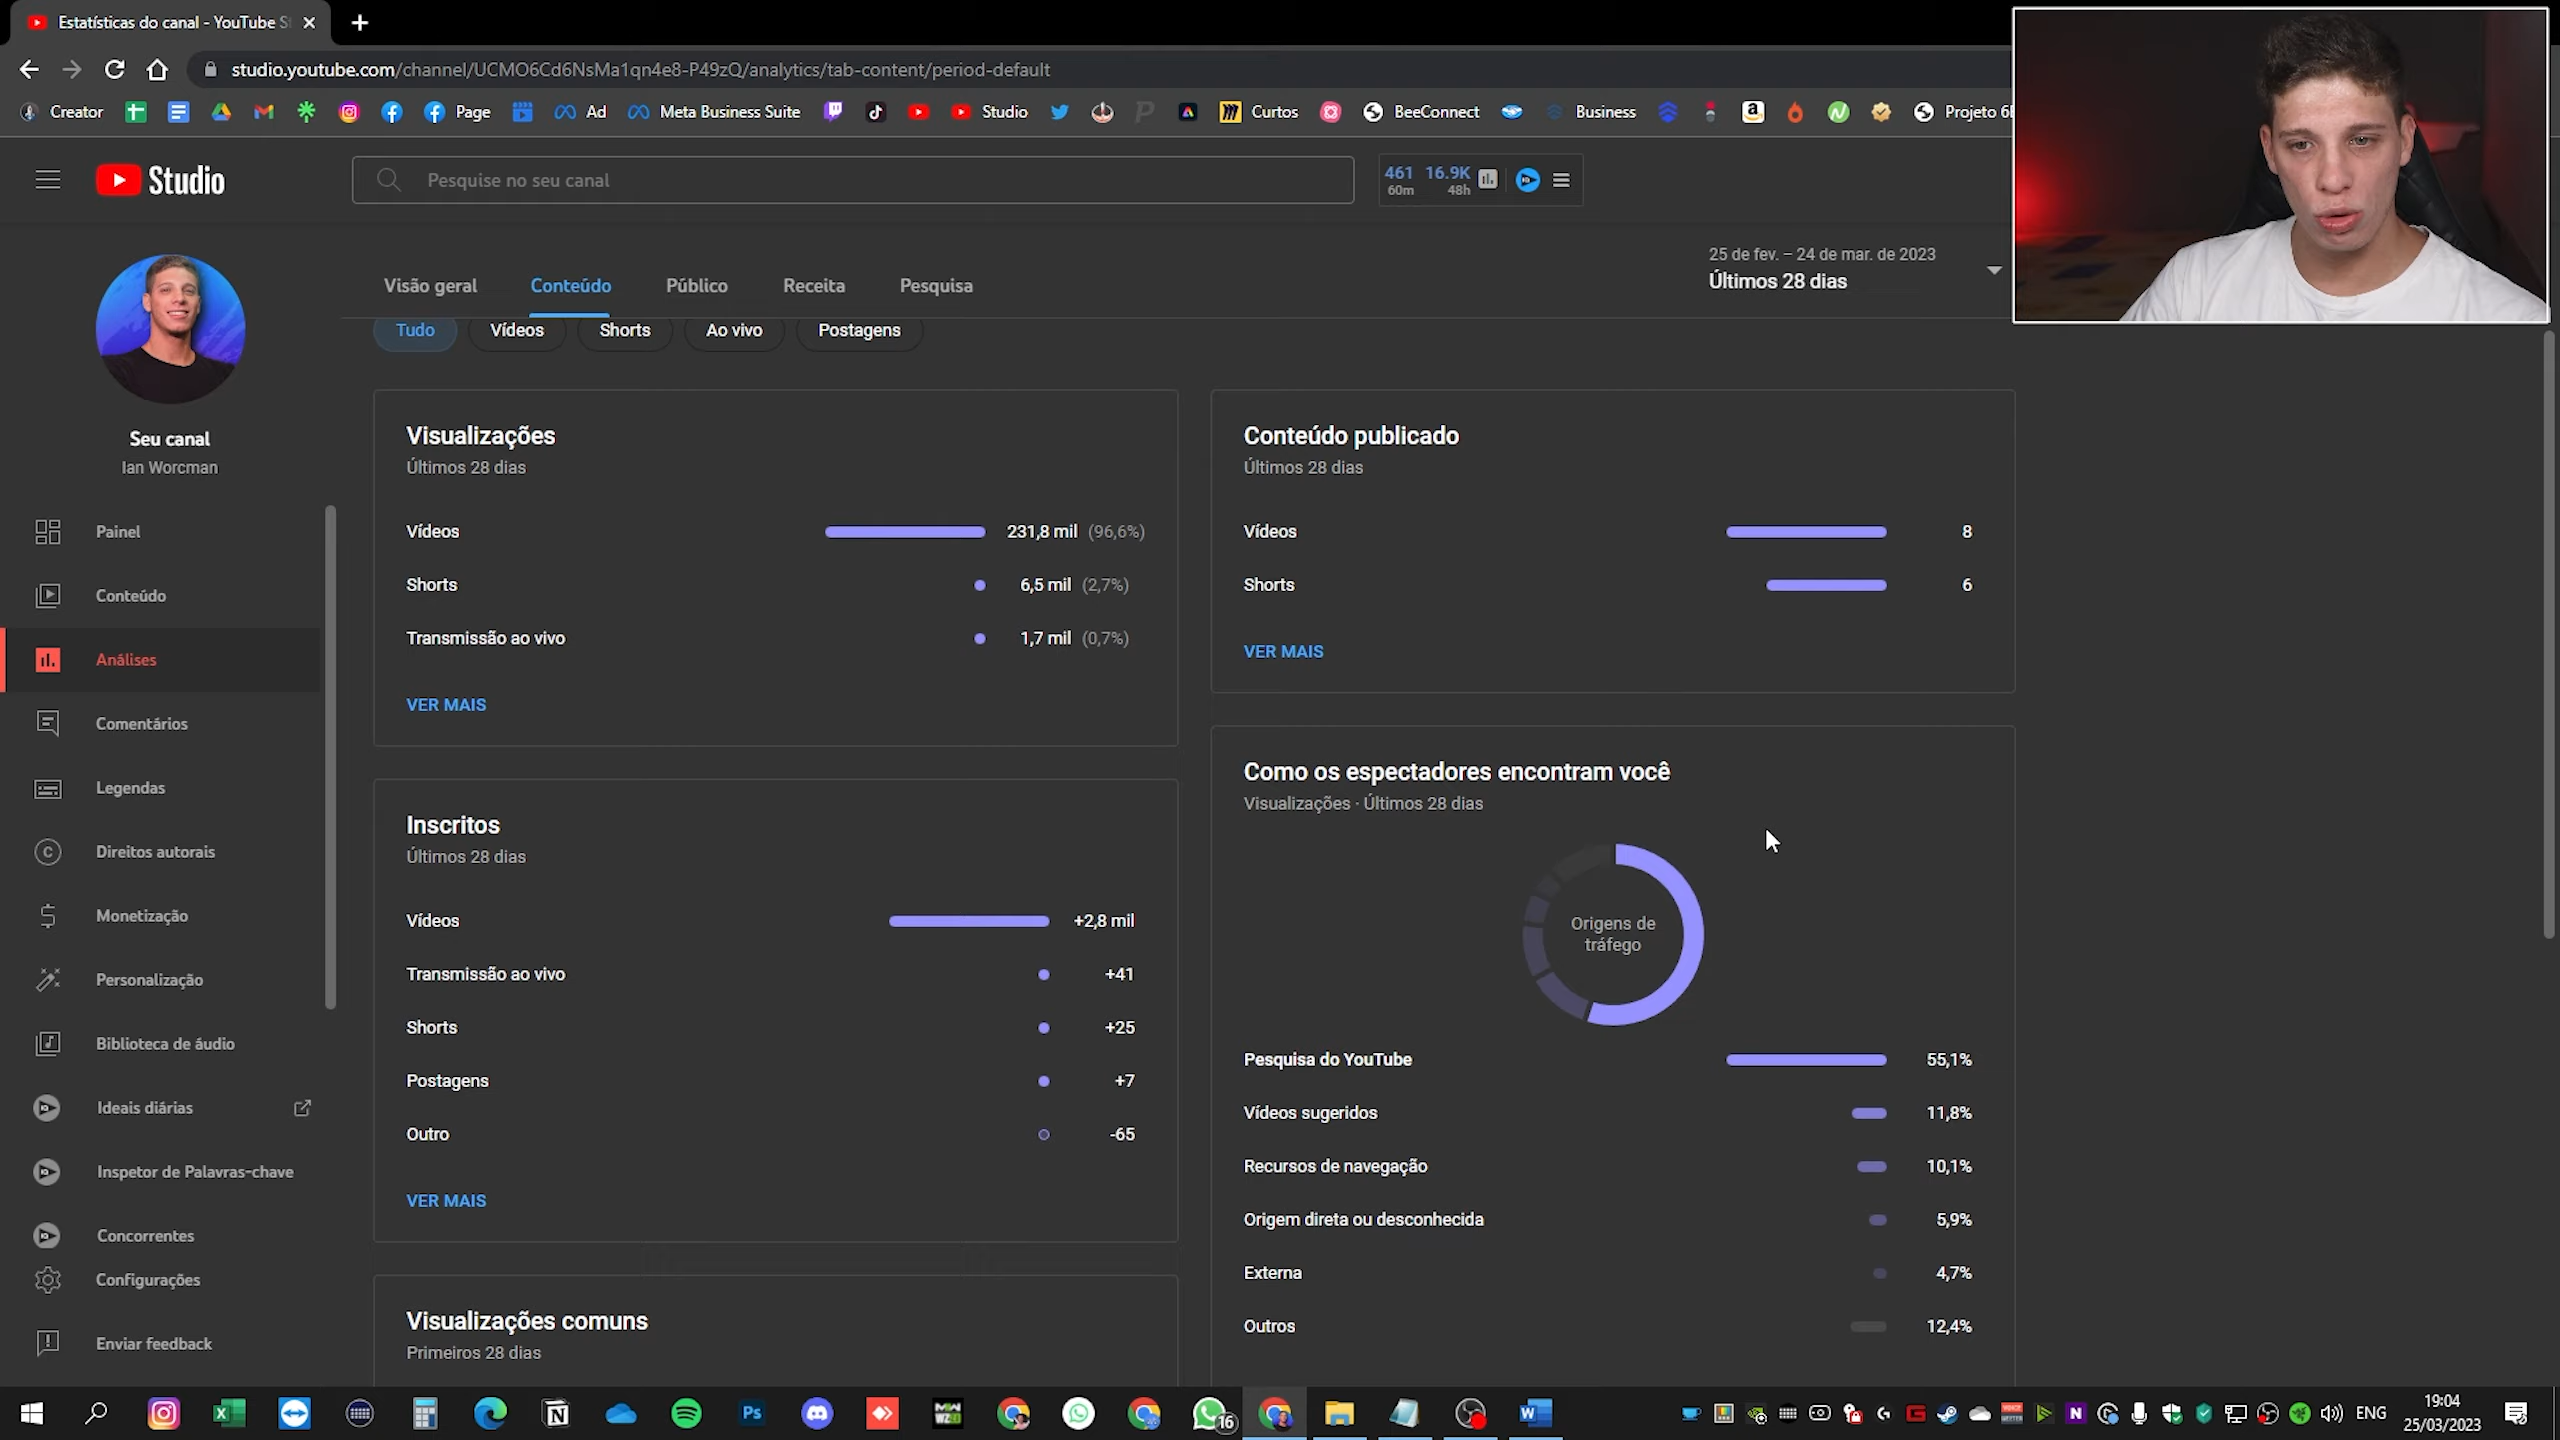 Estatísticas do canal - YouTube St
studio.youtube.com/channel/UCMO6Cd6NsMa1qn4e8-P49zQ/analytics/tab-content/period-default
Creator
Page
Ad
Meta Business Suite
Studio
Curtos
BeeConnect
Business
Projeto 6
Studio
Pesquise no seu canal
461 16.9K
60m 48h
25 de fev. – 24 de mar. de 2023
Últimos 28 dias
Visão geral Conteúdo Público Receita Pesquisa
Tudo Vídeos Shorts Ao vivo Postagens
Seu canal
Ian Worcman
Painel
Conteúdo
Análises
Comentários
Legendas
Direitos autorais
Monetização
Personalização
Biblioteca de áudio
Ideais diárias
Inspetor de Palavras-chave
Concorrentes
Configurações
Enviar feedback
Visualizações
Últimos 28 dias
Vídeos 231,8 mil (96,6%)
Shorts 6,5 mil (2,7%)
Transmissão ao vivo 1,7 mil (0,7%)
VER MAIS
Inscritos
Últimos 28 dias
Vídeos +2,8 mil
Transmissão ao vivo +41
Shorts +25
Postagens +7
Outro -65
VER MAIS
Visualizações comuns
Primeiros 28 dias
Conteúdo publicado
Últimos 28 dias
Vídeos 8
Shorts 6
VER MAIS
Como os espectadores encontram você
Visualizações · Últimos 28 dias
Origens de
tráfego
Pesquisa do YouTube 55,1%
Vídeos sugeridos 11,8%
Recursos de navegação 10,1%
Origem direta ou desconhecida 5,9%
Externa 4,7%
Outros 12,4%
Ps
16
ENG
19:04
25/03/2023